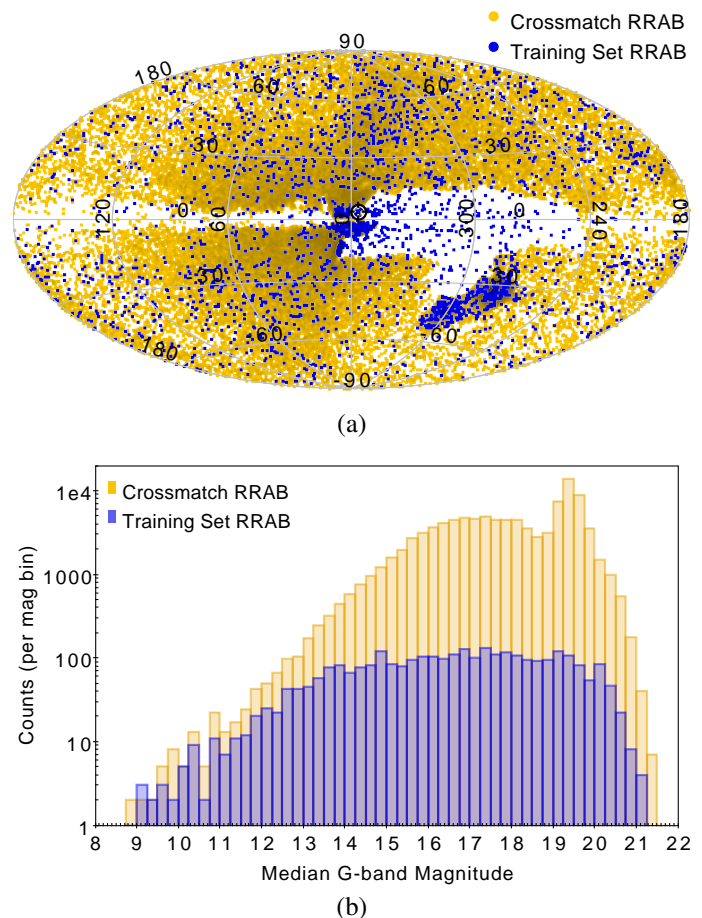 Crossmatch RRAB
Training Set RRAB
90
180
60
60
30
30
120
0
60
0
300
0
240
180
-30
-30
-60
-60
180
-90
(a)
1e4
1000
100
10
1
Crossmatch RRAB
Training Set RRAB
Counts (per mag bin)
8 9 10 11 12 13 14 15 16 17 18 19 20 21 22
Median G-band Magnitude
(b)